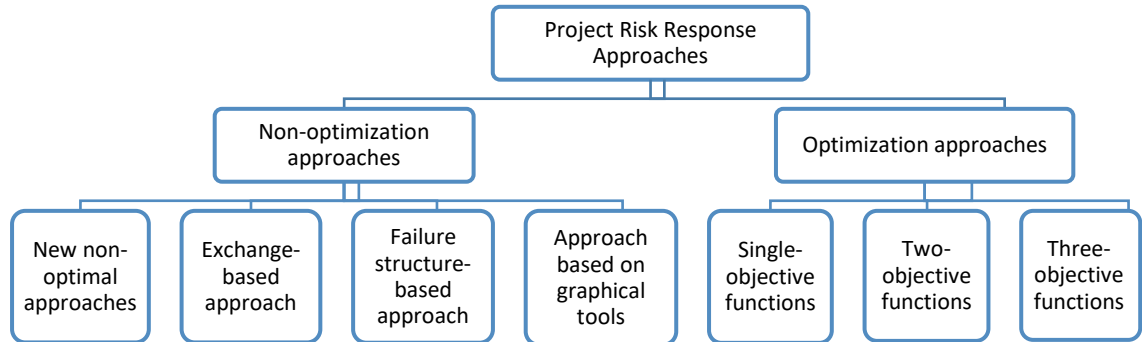 Project Risk Response
Approaches
Non-optimization
approaches
Optimization approaches
New non-
optimal
approaches
Exchange-
based
approach
Failure
structure-
based
approach
Approach
based on
graphical
tools
Single-
objective
functions
Two-
objective
functions
Three-
objective
functions